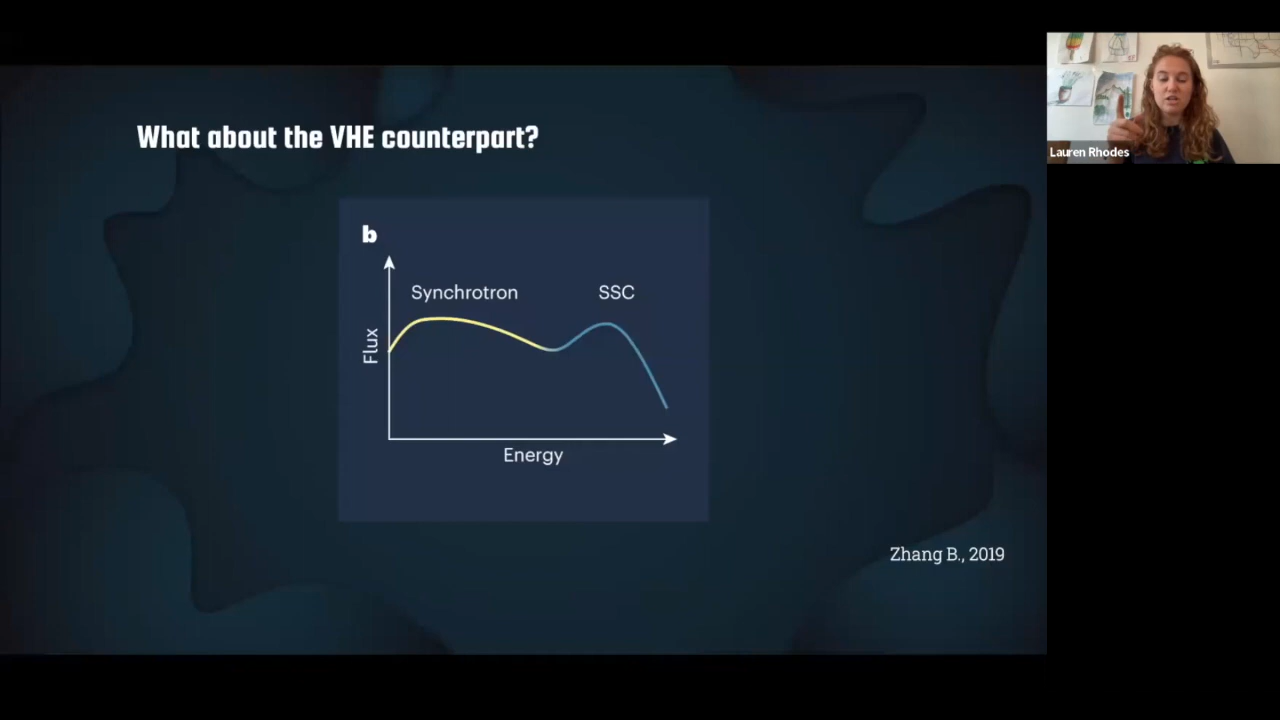 What about the VHE counterpart?
b
Synchrotron
SSC
Flux
Energy
Zhang B., 2019
Lauren Rhodes